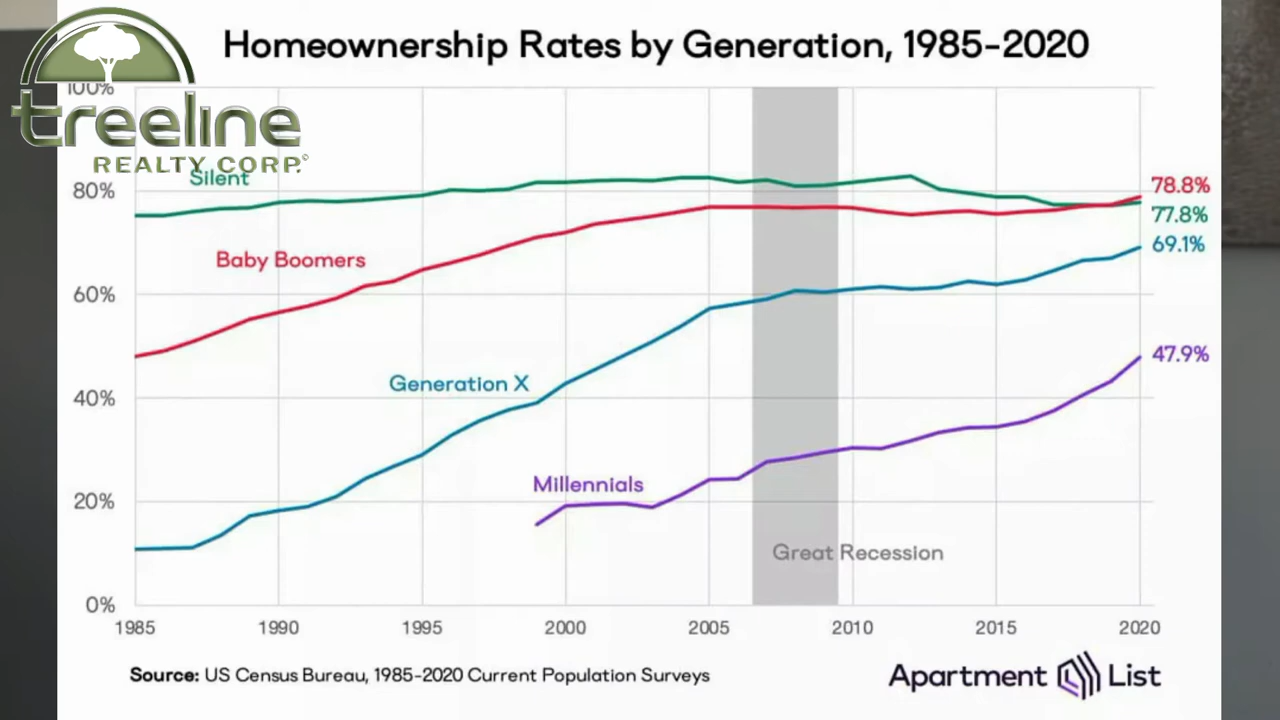 Homeownership Rates by Generation, 1985-2020
treeline
REALTY CORP.©
100%
Silent
80%
78.8%
77.8%
Baby Boomers
69.1%
60%
47.9%
Generation X
40%
Millennials
20%
Great Recession
0%
1985 1990 1995 2000 2005 2010 2015 2020
Source: US Census Bureau, 1985-2020 Current Population Surveys
Apartment List